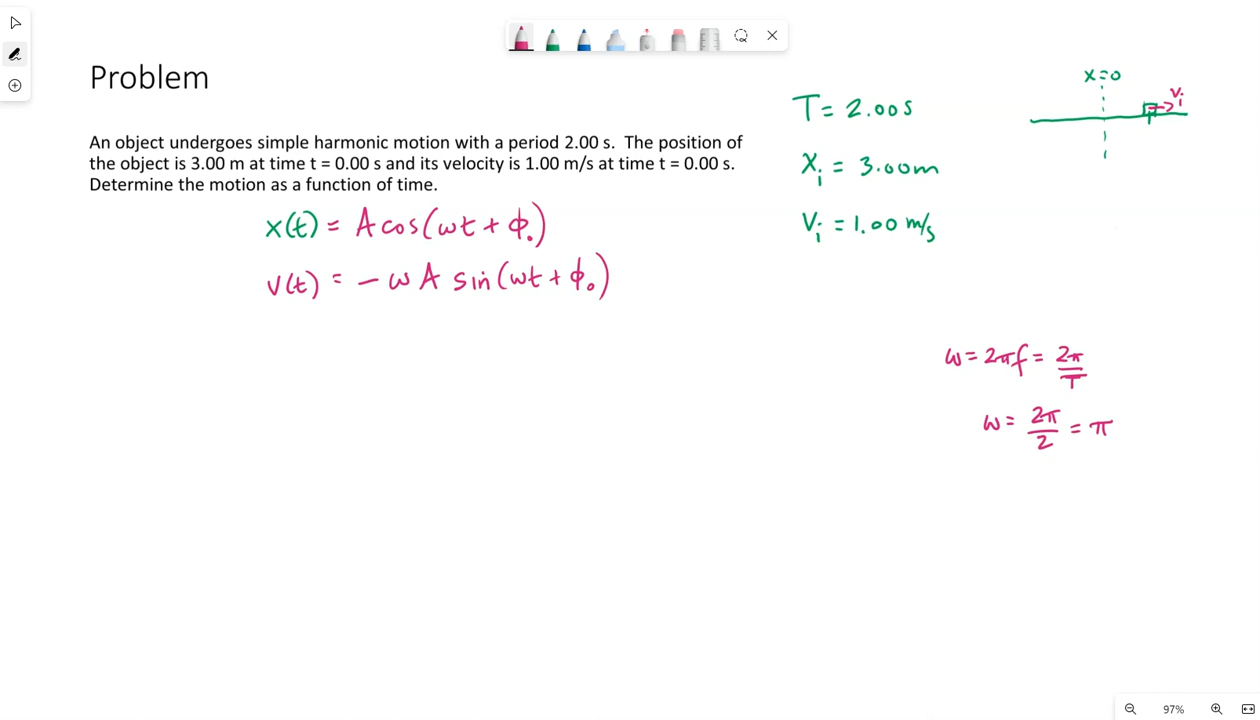 Problem
An object undergoes simple harmonic motion with a period 2.00 s. The position of
the object is 3.00 m at time t = 0.00 s and its velocity is 1.00 m/s at time t = 0.00 s.
Determine the motion as a function of time.
x(t) = A cos(ωt + ϕ₀)
v(t) = - ω A sin(ωt + ϕ₀)
T = 2.00 s
xᵢ = 3.00 m
vᵢ = 1.00 m/s
x = 0
vᵢ
ω = 2πf = 2π/T
ω = 2π/2 = π
97%